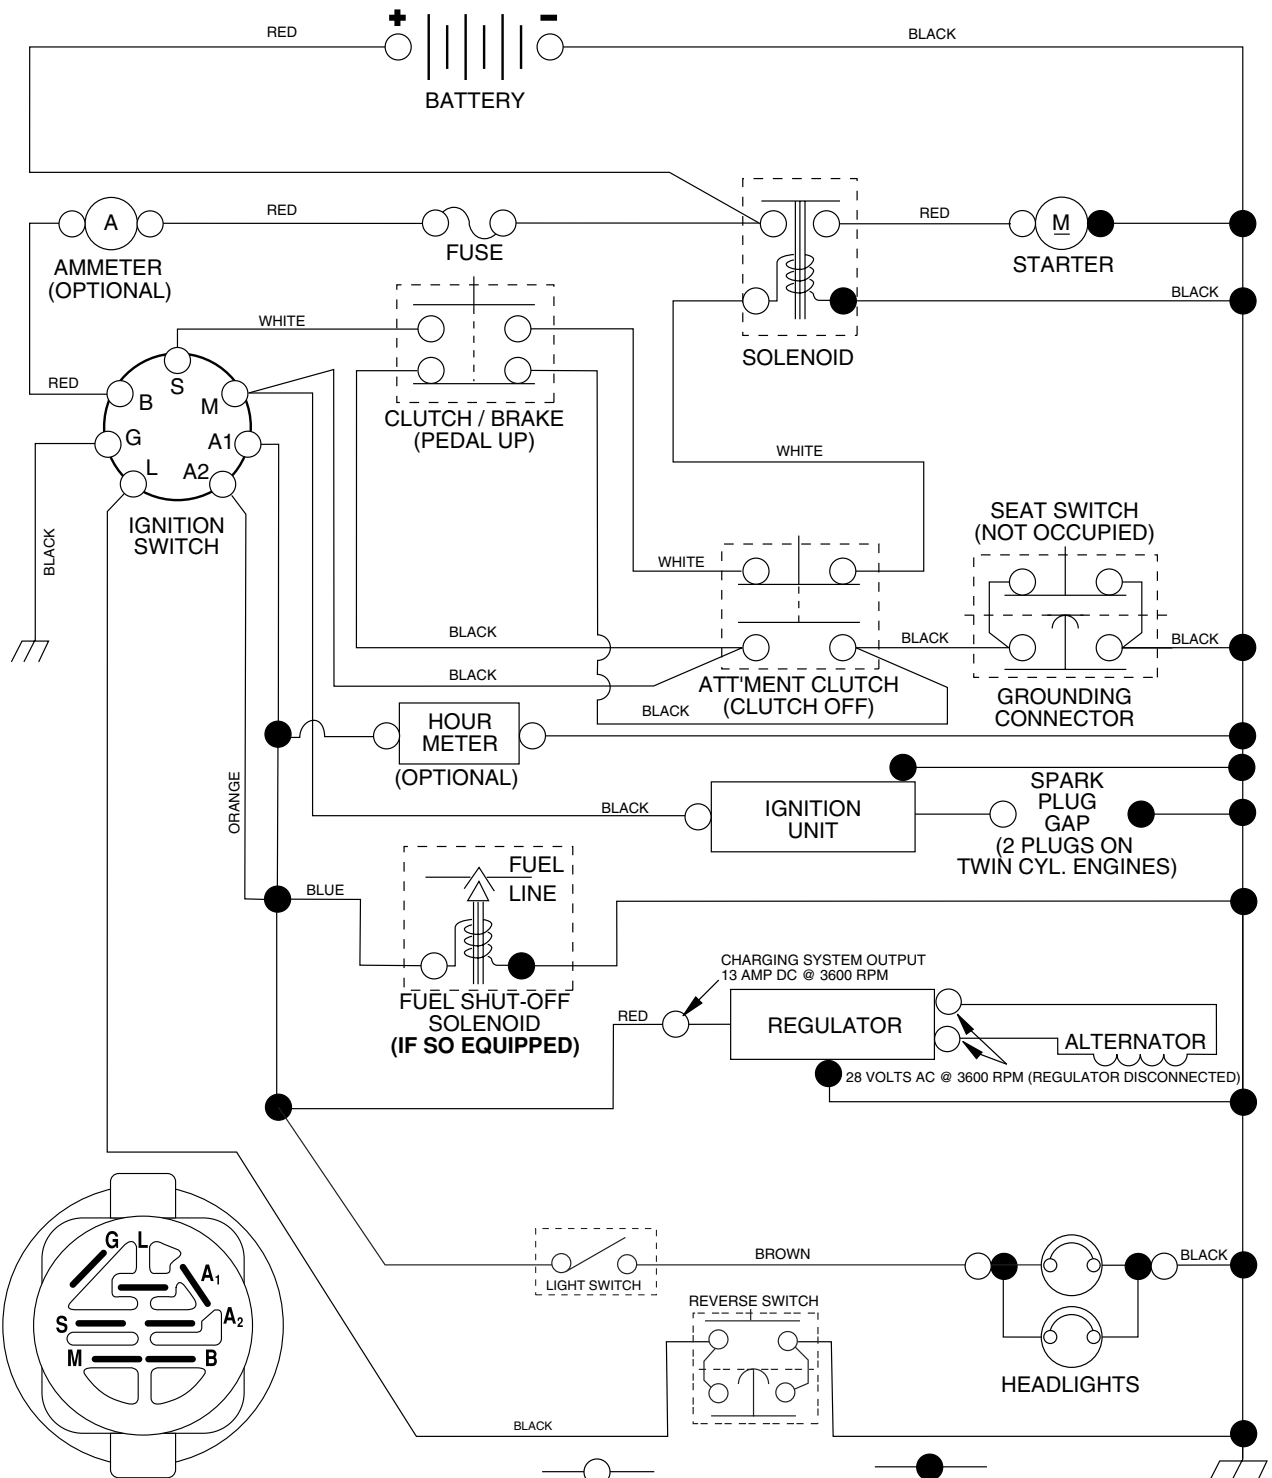 + -
RED
BLACK
BATTERY
A
RED
FUSE
RED
M
STARTER
AMMETER
(OPTIONAL)
BLACK
SOLENOID
WHITE
CLUTCH / BRAKE
(PEDAL UP)
RED
S
B
M
G
A1
L
A2
IGNITION
SWITCH
BLACK
WHITE
SEAT SWITCH
(NOT OCCUPIED)
WHITE
BLACK
BLACK
BLACK
BLACK
ATT'MENT CLUTCH
(CLUTCH OFF)
BLACK
GROUNDING
CONNECTOR
HOUR
METER
(OPTIONAL)
ORANGE
BLACK
IGNITION
UNIT
SPARK
PLUG
GAP
(2 PLUGS ON
TWIN CYL. ENGINES)
BLUE
FUEL
LINE
FUEL SHUT-OFF
SOLENOID
(IF SO EQUIPPED)
CHARGING SYSTEM OUTPUT
13 AMP DC @ 3600 RPM
RED
REGULATOR
ALTERNATOR
28 VOLTS AC @ 3600 RPM (REGULATOR DISCONNECTED)
G L
A1
S
A2
M
B
LIGHT SWITCH
BROWN
BLACK
REVERSE SWITCH
HEADLIGHTS
BLACK